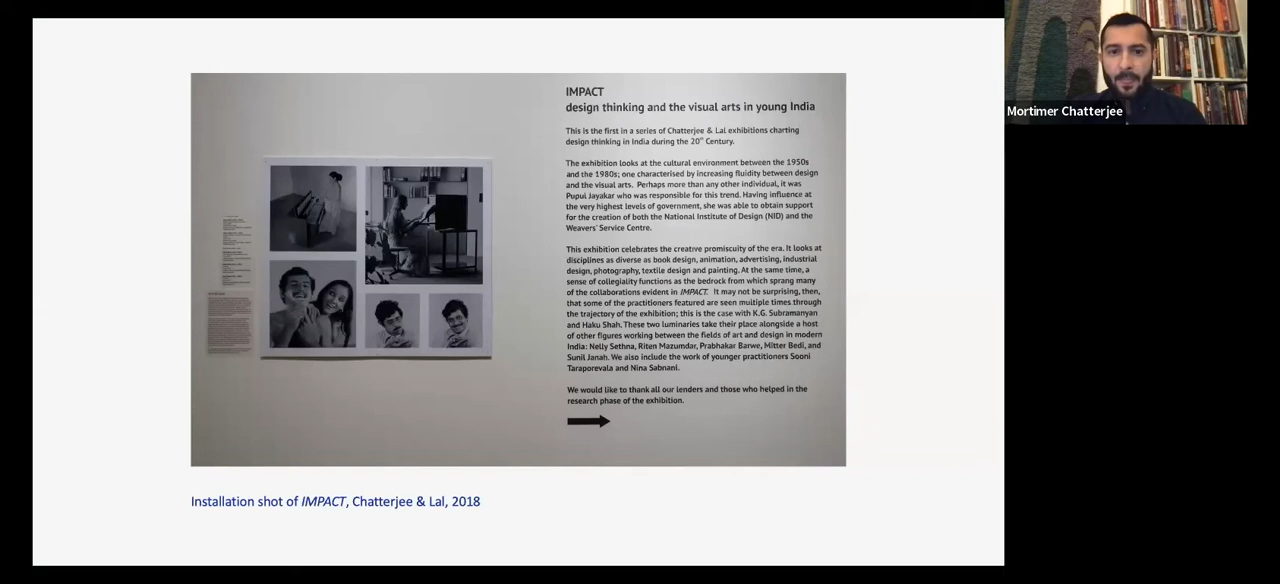 IMPACT
design thinking and the visual arts in young India
This is the first in a series of Chatterjee & Lal exhibitions charting
design thinking in India during the 20th Century.
The exhibition looks at the cultural environment between the 1950s
and the 1980s; one characterised by increasing fluidity between design
and the visual arts. Perhaps more than any other individual, it was
Pupul Jayakar who was responsible for this trend. Having influence at
the very highest levels of government, she was able to obtain support
for the creation of both the National Institute of Design (NID) and the
Weavers' Service Centre.
This exhibition celebrates the creative promiscuity of the era. It looks at
disciplines as diverse as book design, animation, advertising, industrial
design, photography, textile design and painting. At the same time, a
sense of collegiality functions as the bedrock from which sprang many
of the collaborations evident in IMPACT. It may not be surprising, then,
that some of the practitioners featured are seen multiple times through
the trajectory of the exhibition; this is the case with K.G. Subramanyan
and Haku Shah. These two luminaries take their place alongside a host
of other figures working between the fields of art and design in modern
India: Nelly Sethna, Riten Mazumdar, Prabhakar Barwe, Mitter Bedi, and
Sunil Janah. We also include the work of younger practitioners Sooni
Taraporevala and Nina Sabnani.
We would like to thank all our lenders and those who helped in the
research phase of the exhibition.
Installation shot of IMPACT, Chatterjee & Lal, 2018
Mortimer Chatterjee